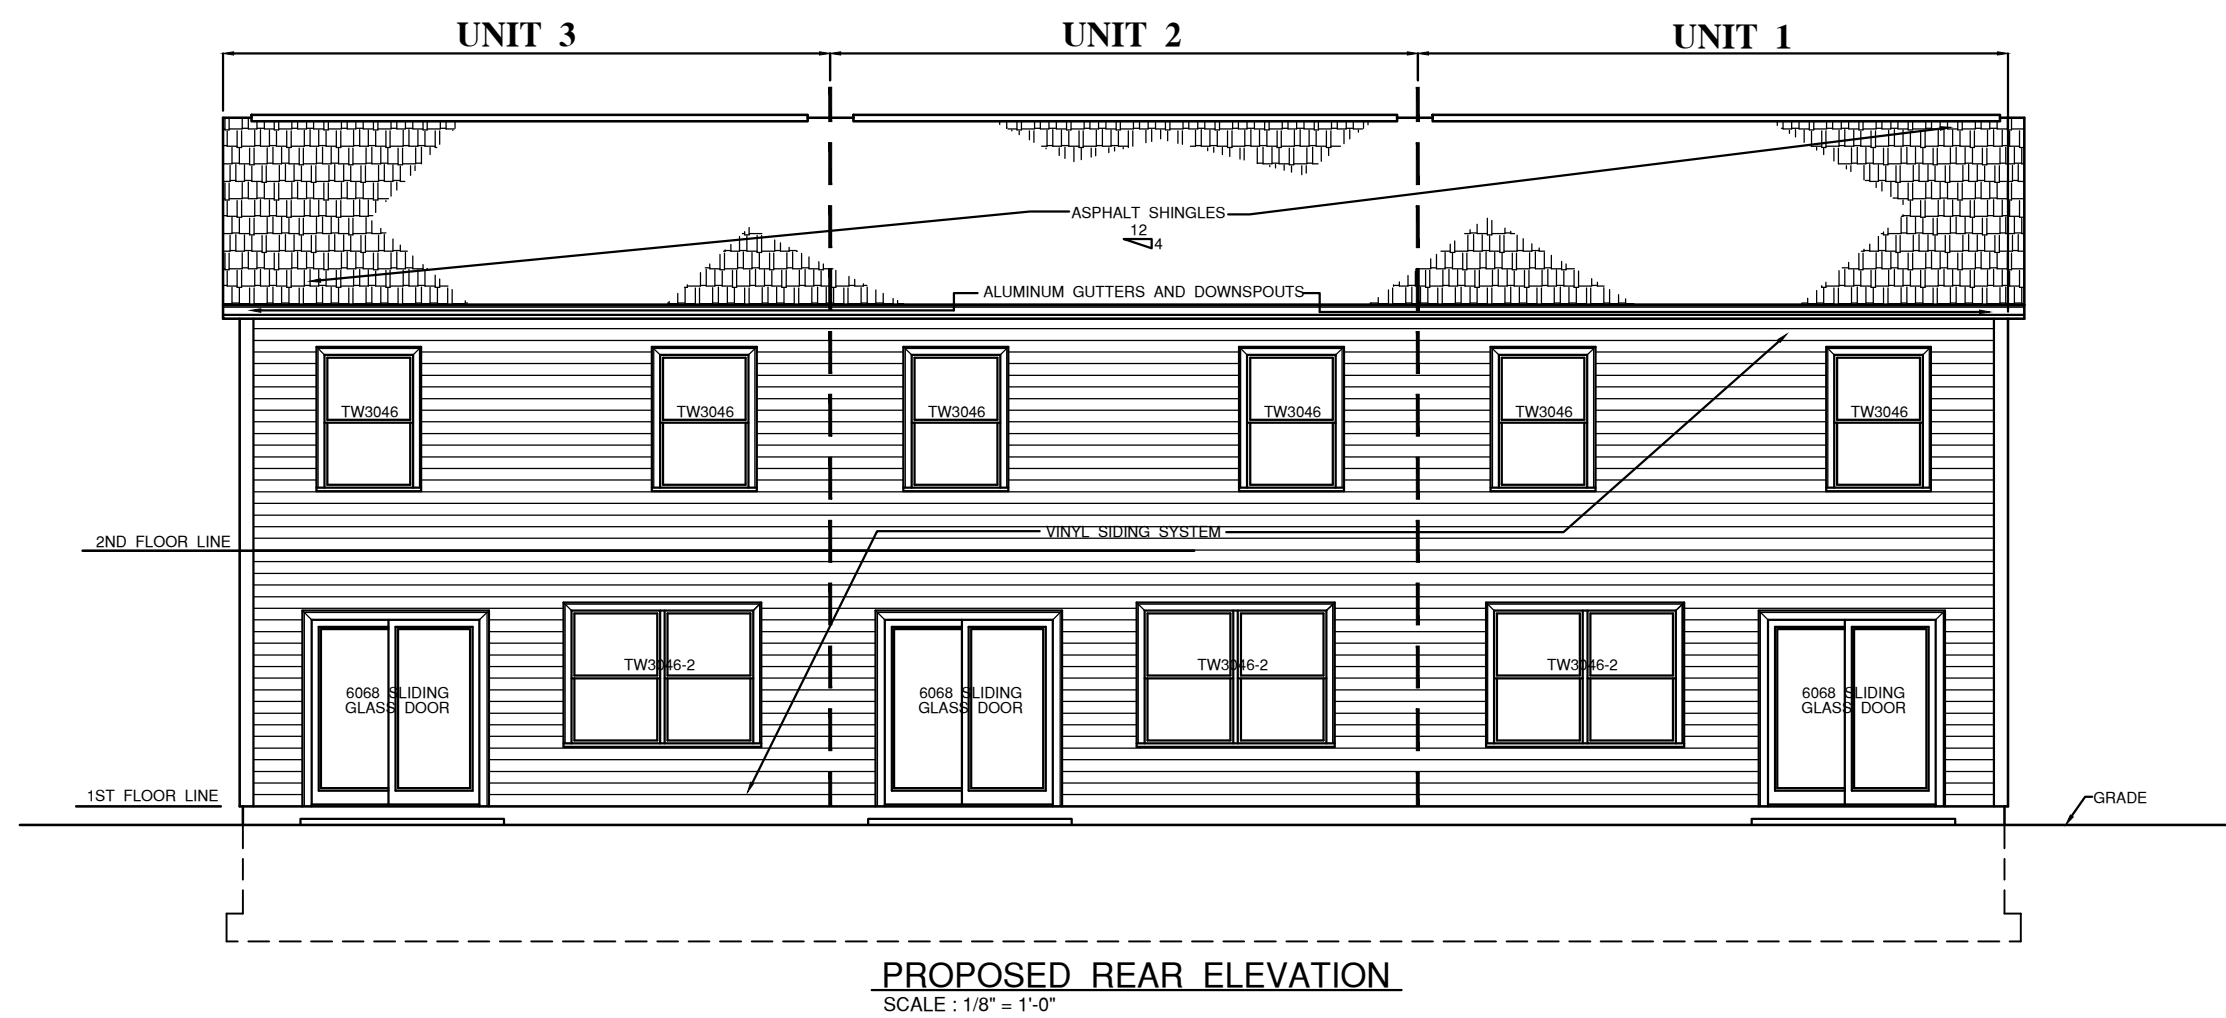 UNIT 3
UNIT 2
UNIT 1
ASPHALT SHINGLES
12
4
ALUMINUM GUTTERS AND DOWNSPOUTS
TW3046
TW3046
TW3046
TW3046
TW3046
TW3046
VINYL SIDING SYSTEM
2ND FLOOR LINE
TW3046-2
TW3046-2
TW3046-2
6068 SLIDING
GLASS DOOR
6068 SLIDING
GLASS DOOR
6068 SLIDING
GLASS DOOR
1ST FLOOR LINE
GRADE
PROPOSED REAR ELEVATION
SCALE : 1/8" = 1'-0"